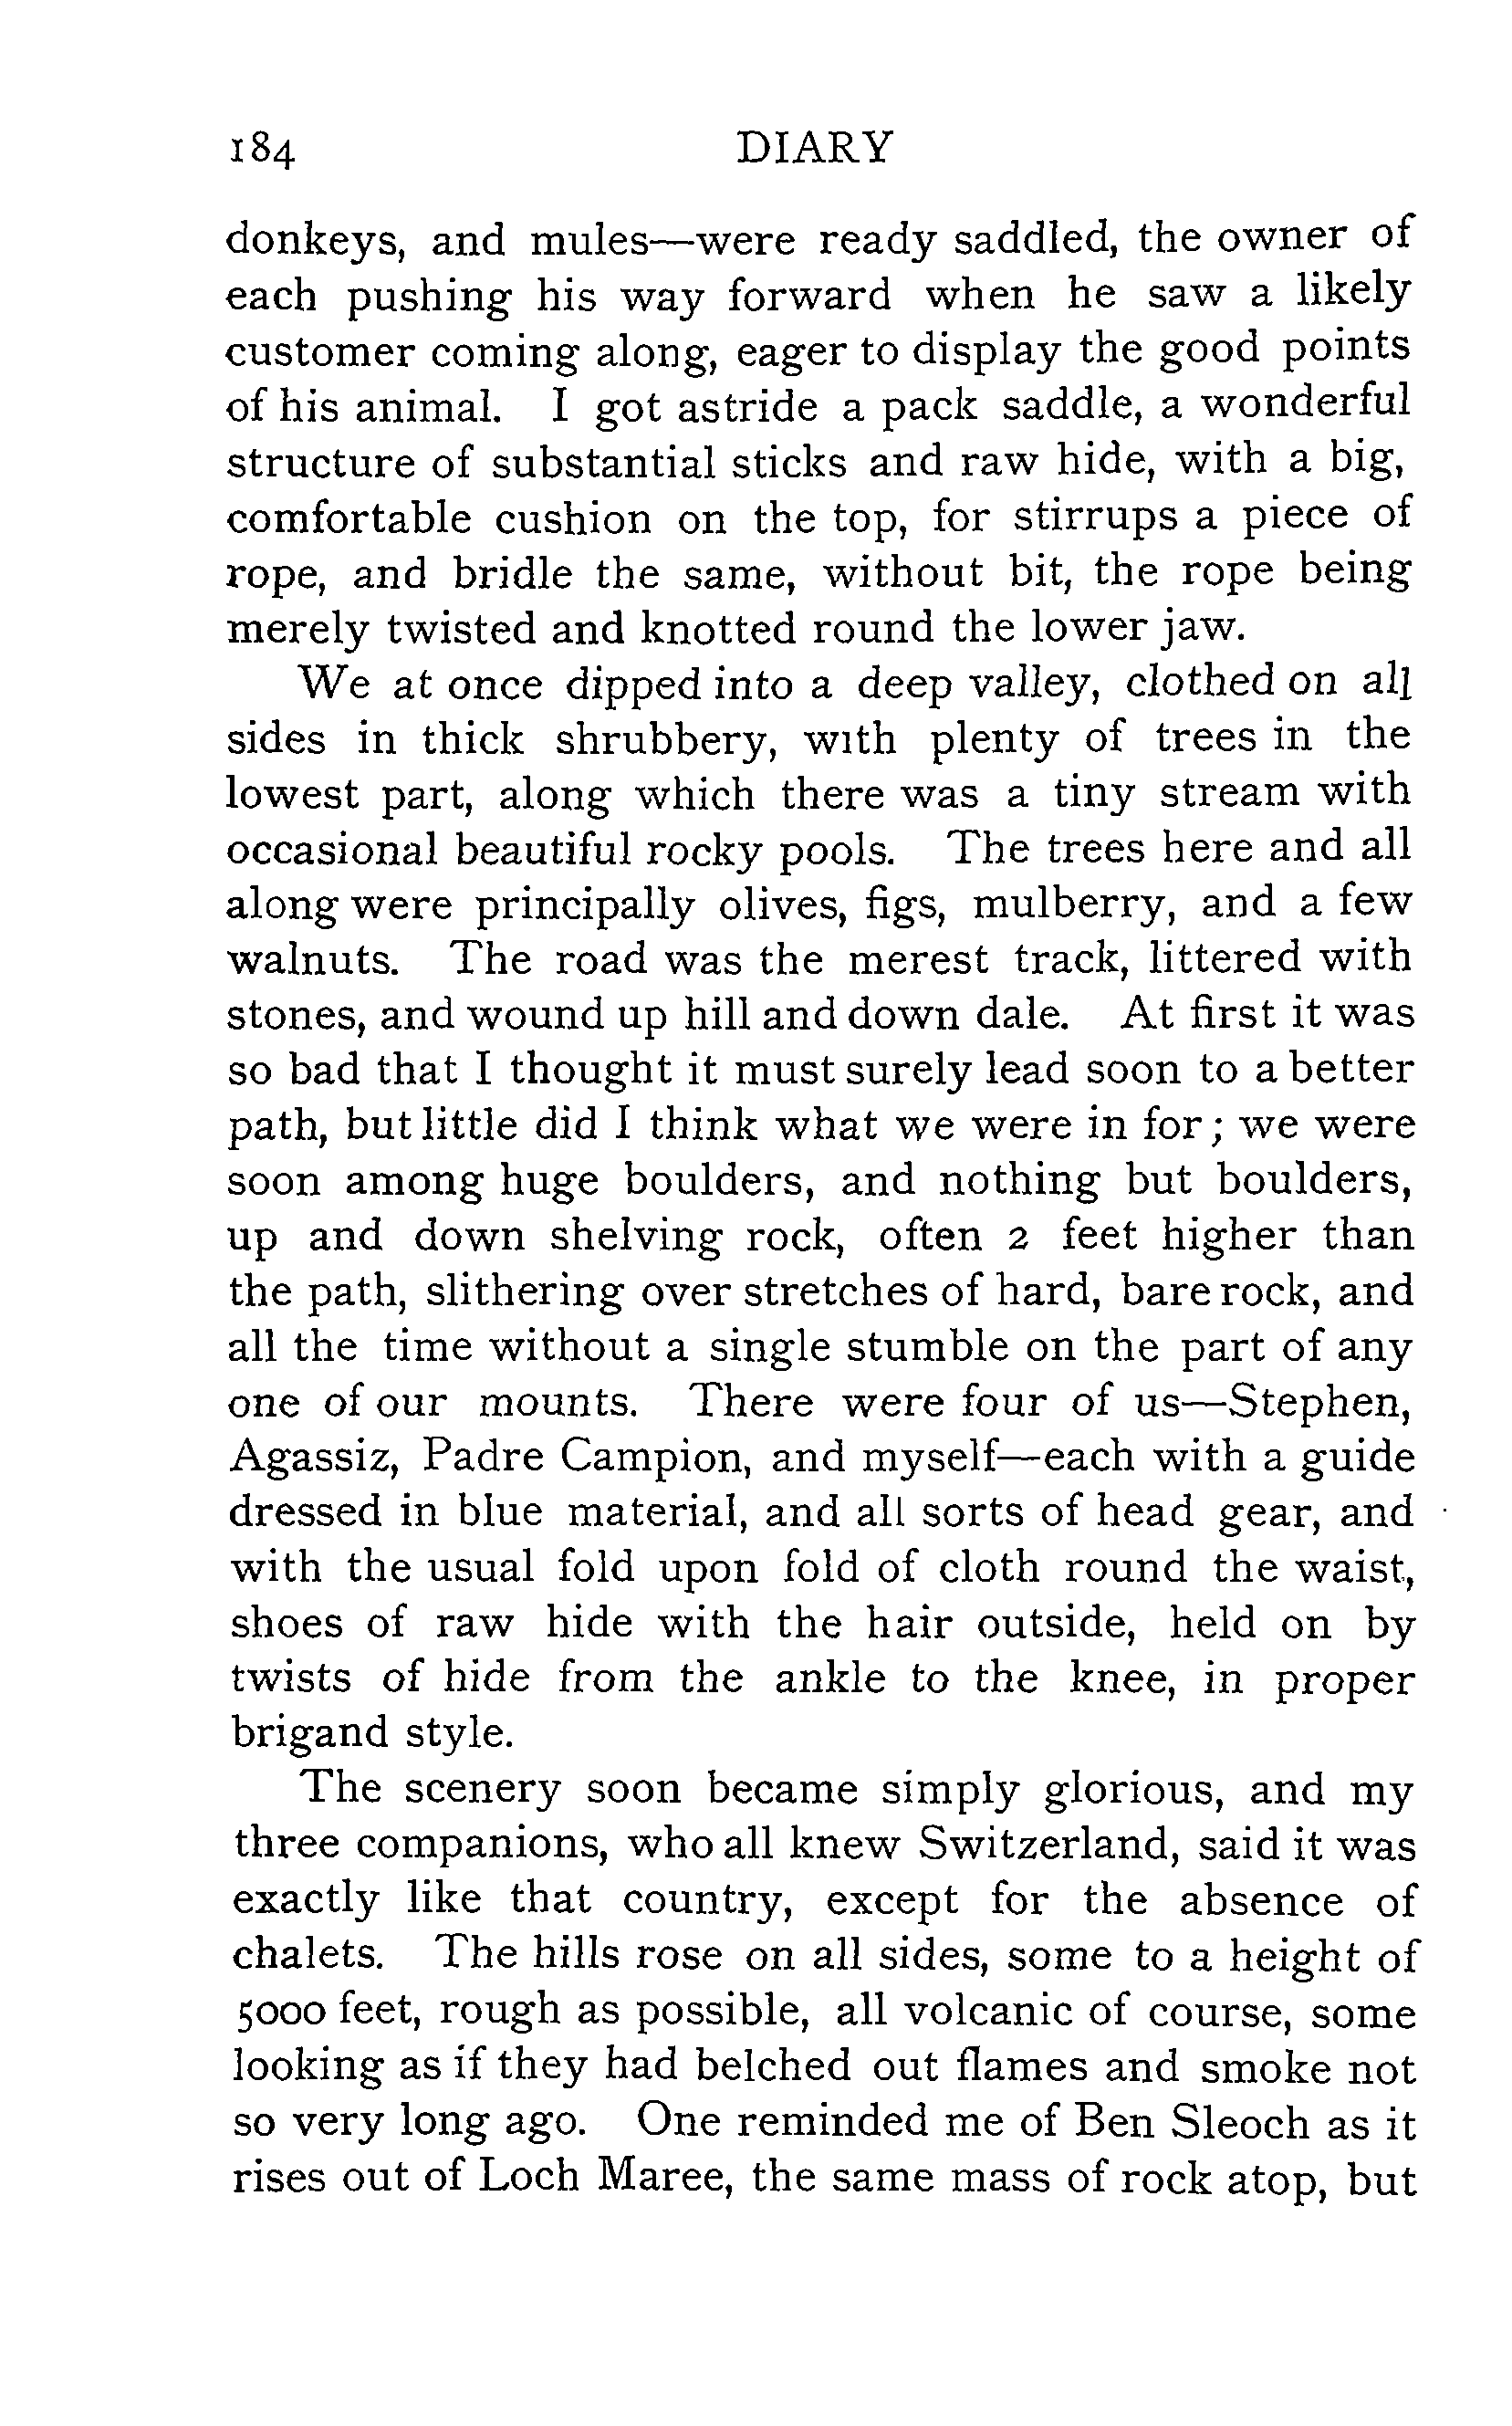 184 DIARY
donkeys, and mules—were ready saddled, the owner of
each pushing his way forward when he saw a likely
customer coming along, eager to display the good points
of his animal. I got astride a pack saddle, a wonderful
structure of substantial sticks and raw hide, with a big,
comfortable cushion on the top, for stirrups a piece of
rope, and bridle the same, without bit, the rope being
merely twisted and knotted round the lower jaw.
We at once dipped into a deep valley, clothed on all
sides in thick shrubbery, with plenty of trees in the
lowest part, along which there was a tiny stream with
occasional beautiful rocky pools. The trees here and all
along were principally olives, figs, mulberry, and a few
walnuts. The road was the merest track, littered with
stones, and wound up hill and down dale. At first it was
so bad that I thought it must surely lead soon to a better
path, but little did I think what we were in for; we were
soon among huge boulders, and nothing but boulders,
up and down shelving rock, often 2 feet higher than
the path, slithering over stretches of hard, bare rock, and
all the time without a single stumble on the part of any
one of our mounts. There were four of us—Stephen,
Agassiz, Padre Campion, and myself—each with a guide
dressed in blue material, and all sorts of head gear, and
with the usual fold upon fold of cloth round the waist,
shoes of raw hide with the hair outside, held on by
twists of hide from the ankle to the knee, in proper
brigand style.
The scenery soon became simply glorious, and my
three companions, who all knew Switzerland, said it was
exactly like that country, except for the absence of
chalets. The hills rose on all sides, some to a height of
5000 feet, rough as possible, all volcanic of course, some
looking as if they had belched out flames and smoke not
so very long ago. One reminded me of Ben Sleoch as it
rises out of Loch Maree, the same mass of rock atop, but